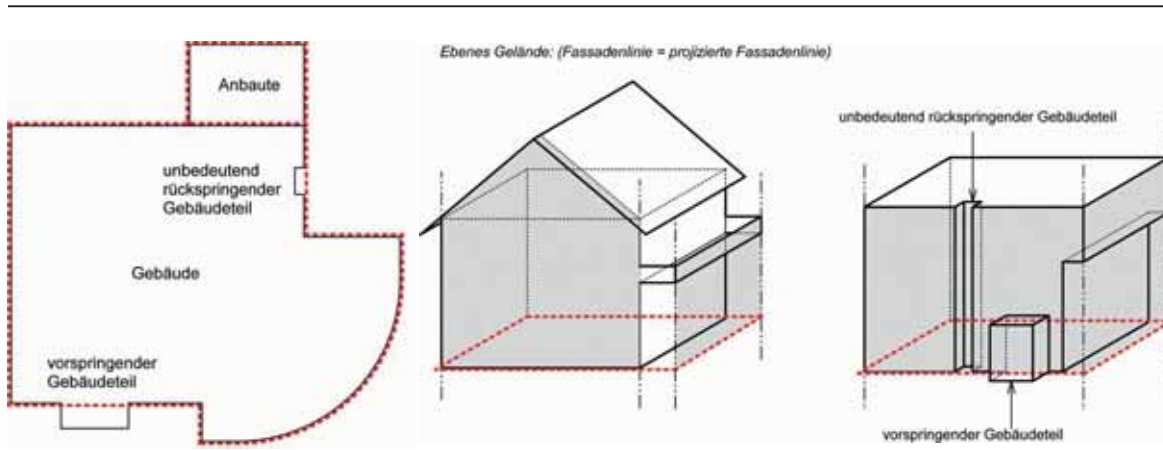 Ebenes Gelände: (Fassadenlinie = projizierte Fassadenlinie)
Anbaute
unbedeutend
rückspringender
Gebäudeteil
Gebäude
vorspringender
Gebäudeteil
unbedeutend rückspringender Gebäudeteil
vorspringender Gebäudeteil